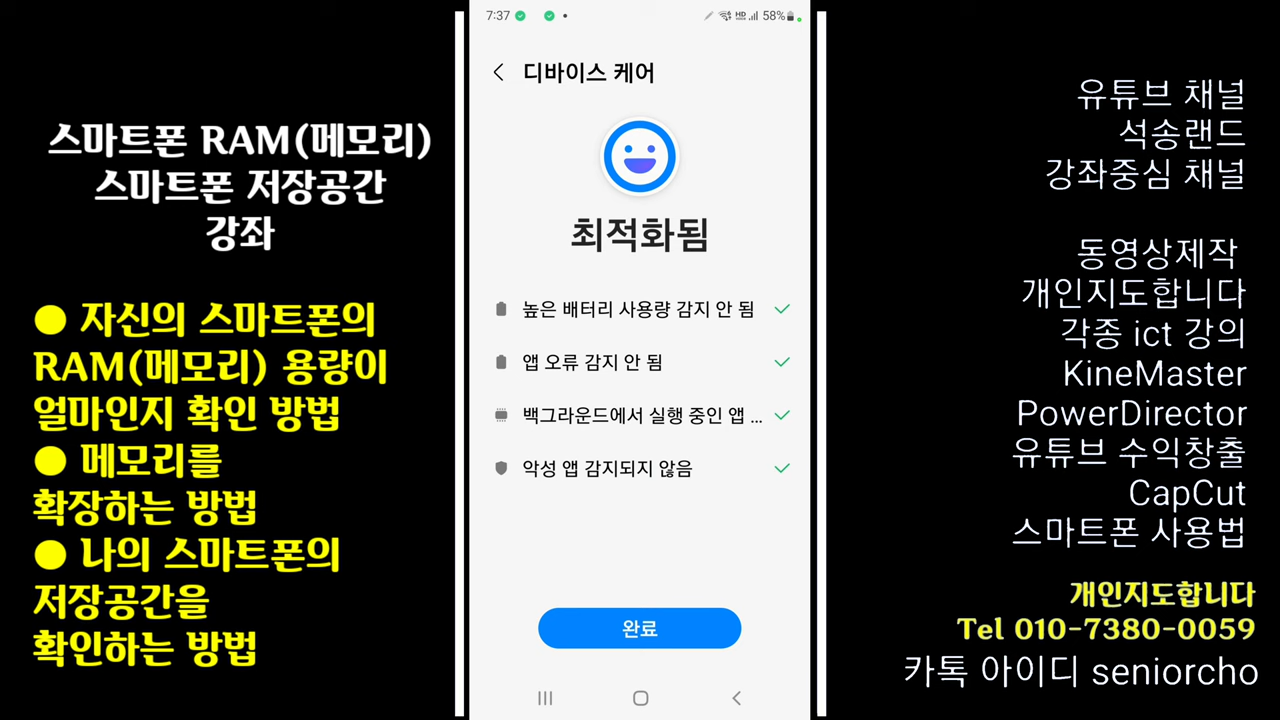 스마트폰 RAM(메모리)
스마트폰 저장공간
강좌
● 자신의 스마트폰의
RAM(메모리) 용량이
얼마인지 확인 방법
● 메모리를
확장하는 방법
● 나의 스마트폰의
저장공간을
확인하는 방법
7:37
58%
디바이스 케어
최적화됨
높은 배터리 사용량 감지 안 됨
앱 오류 감지 안 됨
백그라운드에서 실행 중인 앱 ...
악성 앱 감지되지 않음
완료
유튜브 채널
석송랜드
강좌중심 채널
동영상제작
개인지도합니다
각종 ict 강의
KineMaster
PowerDirector
유튜브 수익창출
CapCut
스마트폰 사용법
개인지도합니다
Tel 010-7380-0059
카톡 아이디 seniorcho